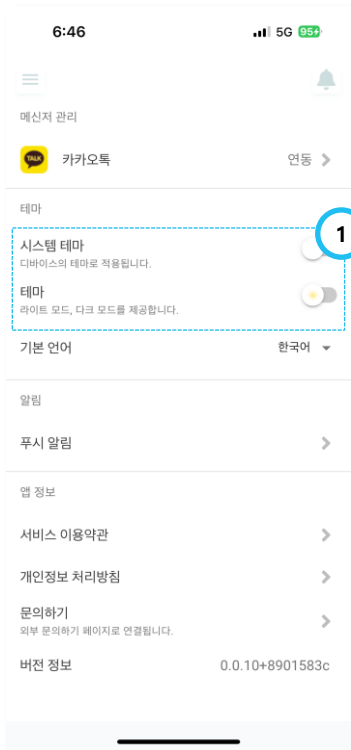 6:46
5G 95
메신저 관리
TALK
카카오톡
연동
테마
1
시스템 테마
디바이스의 테마로 적용됩니다.
테마
라이트 모드, 다크 모드를 제공합니다.
기본 언어
한국어
알림
푸시 알림
앱 정보
서비스 이용약관
개인정보 처리방침
문의하기
외부 문의하기 페이지로 연결됩니다.
버전 정보
0.0.10+8901583c